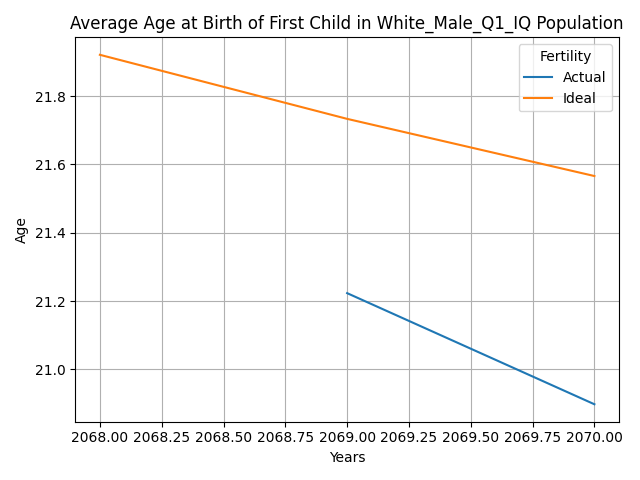 Average Age at Birth of First Child in White_Male_Q1_IQ Population
Fertility
Actual
Ideal
Age
21.8
21.6
21.4
21.2
21.0
2068.00 2068.25 2068.50 2068.75 2069.00 2069.25 2069.50 2069.75 2070.00
Years